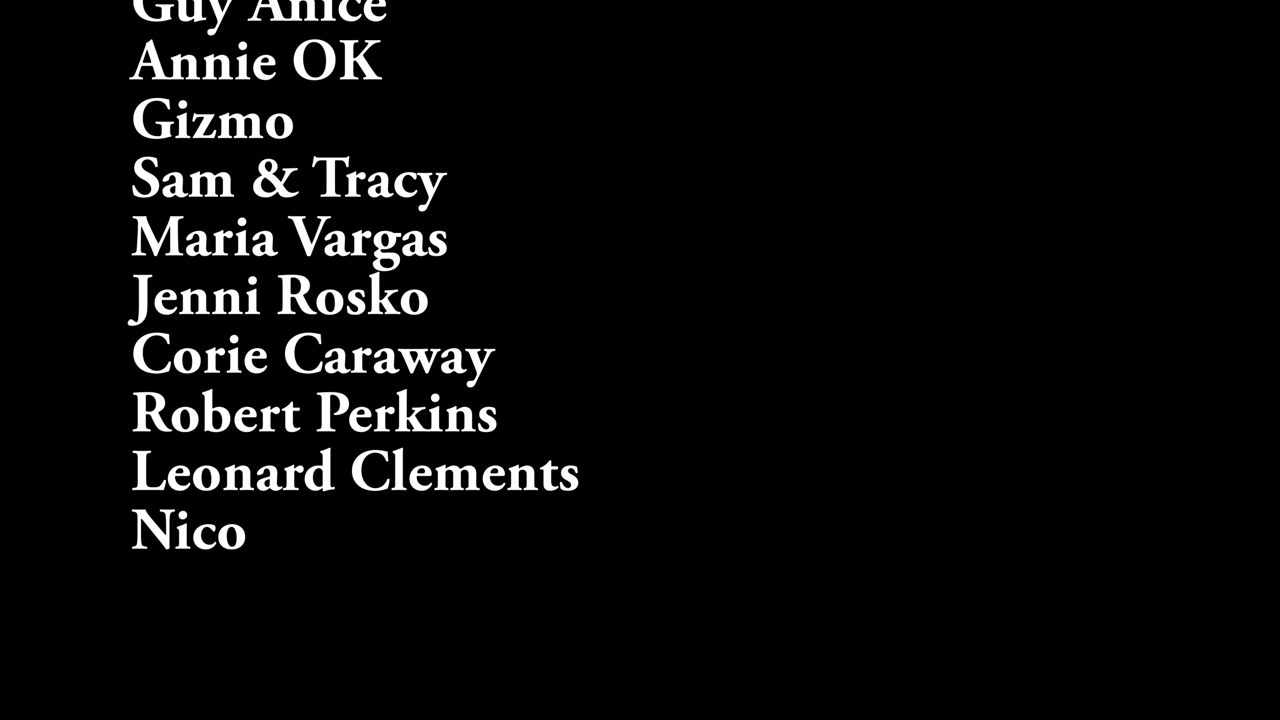 Guy Anice
Annie OK
Gizmo
Sam & Tracy
Maria Vargas
Jenni Rosko
Corie Caraway
Robert Perkins
Leonard Clements
Nico